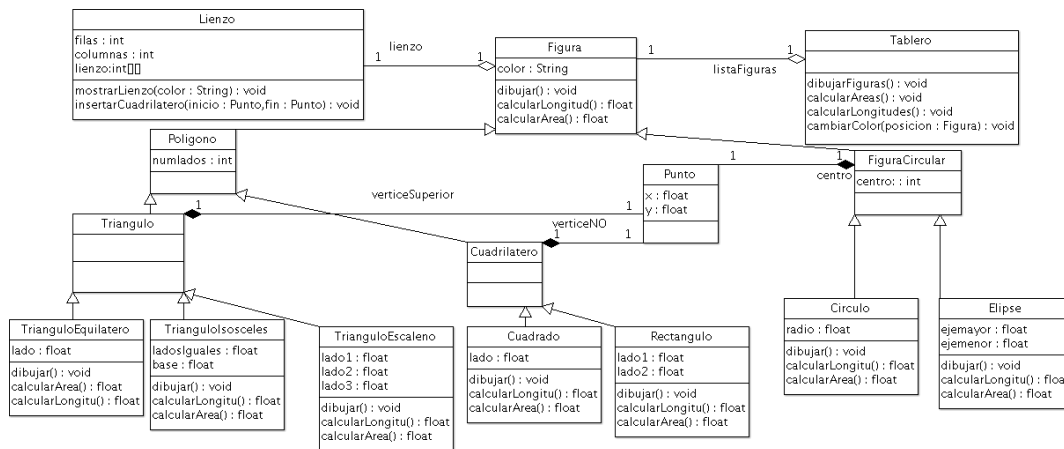 Lienzo
filas : int
columnas : int
lienzo:int[][]
mostrarLienzo(color : String) : void
insertarCuadrilatero(inicio : Punto,fin : Punto) : void
1
lienzo
1
Figura
color : String
dibujar() : void
calcularLongitud() : float
calcularArea() : float
1
listaFiguras
1
Tablero
dibujarFiguras() : void
calcularAreas() : void
calcularLongitudes() : void
cambiarColor(posicion : Figura) : void
Poligono
numlados : int
Punto
x : float
y : float
1
1
centro
FiguraCircular
centro: : int
Triangulo
1
verticeSuperior
1
Cuadrilatero
1
verticeNO
1
TrianguloEquilatero
lado : float
dibujar() : void
calcularArea() : float
calcularLongitu() : float
TrianguloIsosceles
ladosIguales : float
base : float
dibujar() : void
calcularLongitu() : float
calcularArea() : float
TrianguloEscaleno
lado1 : float
lado2 : float
lado3 : float
dibujar() : void
calcularLongitu() : float
calcularArea() : float
Cuadrado
lado : float
dibujar() : void
calcularLongitu() : float
calcularArea() : float
Rectangulo
lado1 : float
lado2 : float
dibujar() : void
calcularLongitu() : float
calcularArea() : float
Circulo
radio : float
dibujar() : void
calcularLongitu() : float
calcularArea() : float
Elipse
ejemayor : float
ejemenor : float
dibujar() : void
calcularLongitu() : float
calcularArea() : float